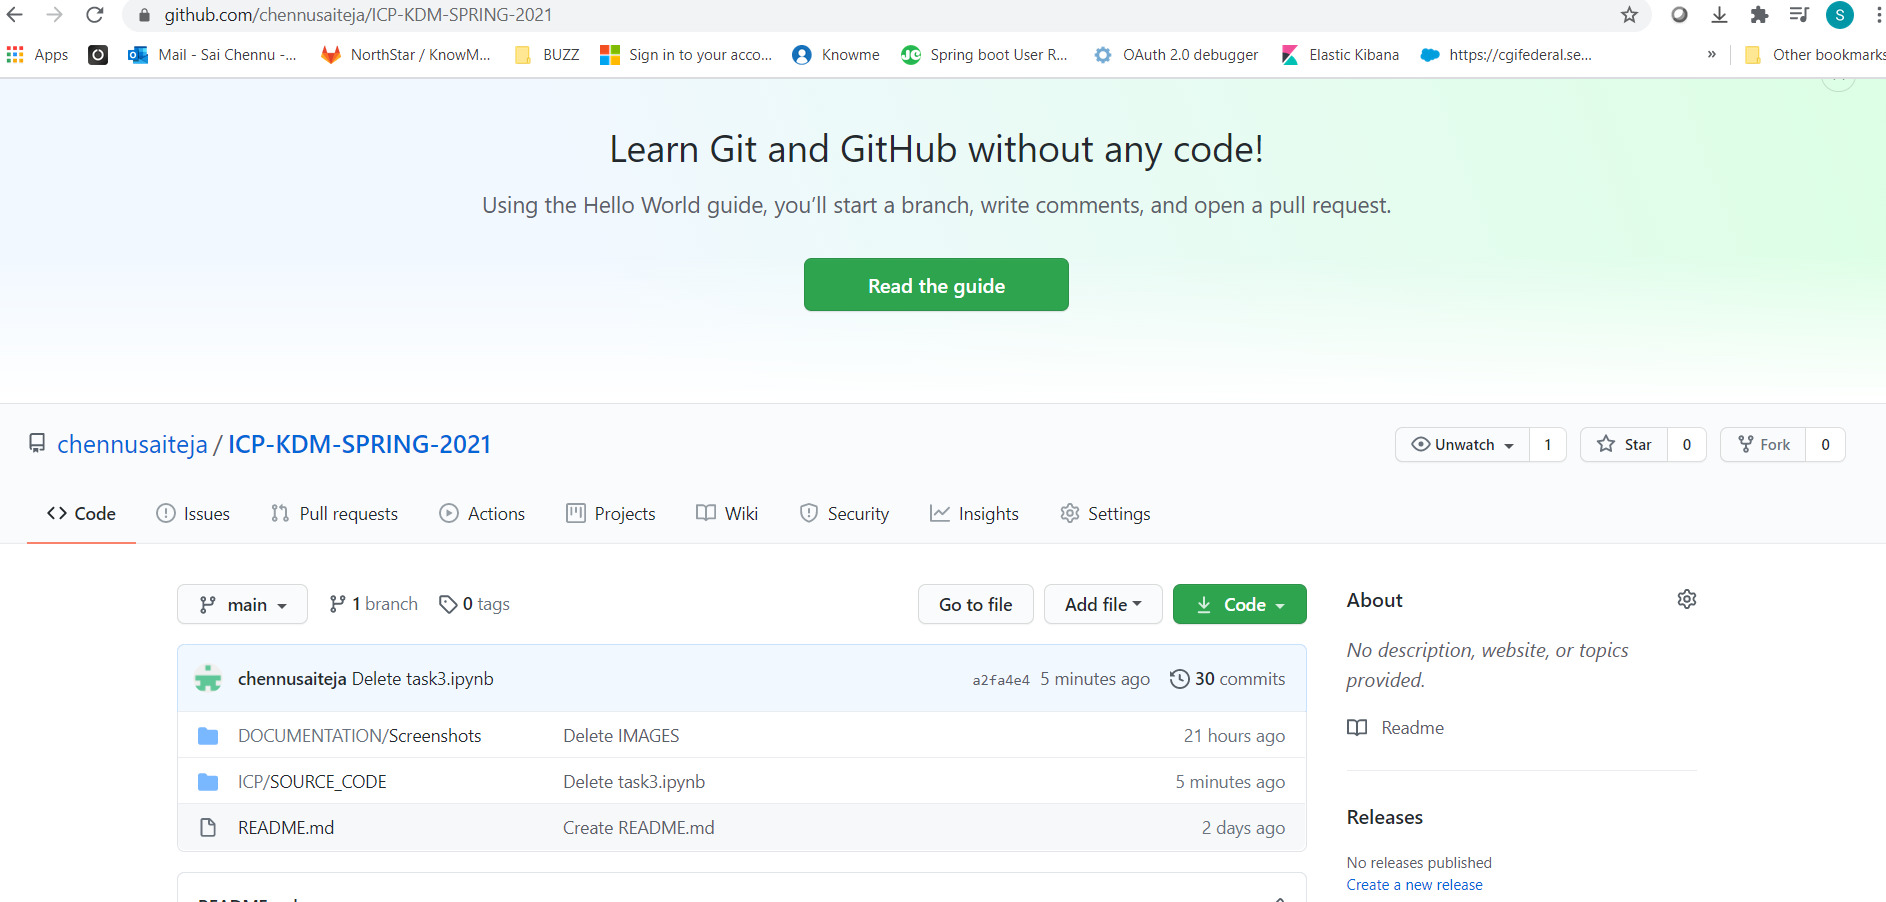 github.com/chennusaiteja/ICP-KDM-SPRING-2021
S
Apps Mail - Sai Chennu -... NorthStar / KnowM... BUZZ Sign in to your acco... Knowme Spring boot User R... OAuth 2.0 debugger Elastic Kibana https://cgifederal.se... » Other bookmarks
Learn Git and GitHub without any code!
Using the Hello World guide, you’ll start a branch, write comments, and open a pull request.
Read the guide
chennusaiteja / ICP-KDM-SPRING-2021 Unwatch 1 Star 0 Fork 0
Code Issues Pull requests Actions Projects Wiki Security Insights Settings
main 1 branch 0 tags Go to file Add file Code
chennusaiteja Delete task3.ipynb a2fa4e4 5 minutes ago 30 commits
DOCUMENTATION/Screenshots Delete IMAGES 21 hours ago
ICP/SOURCE_CODE Delete task3.ipynb 5 minutes ago
README.md Create README.md 2 days ago
About
No description, website, or topics
provided.
Readme
Releases
No releases published
Create a new release